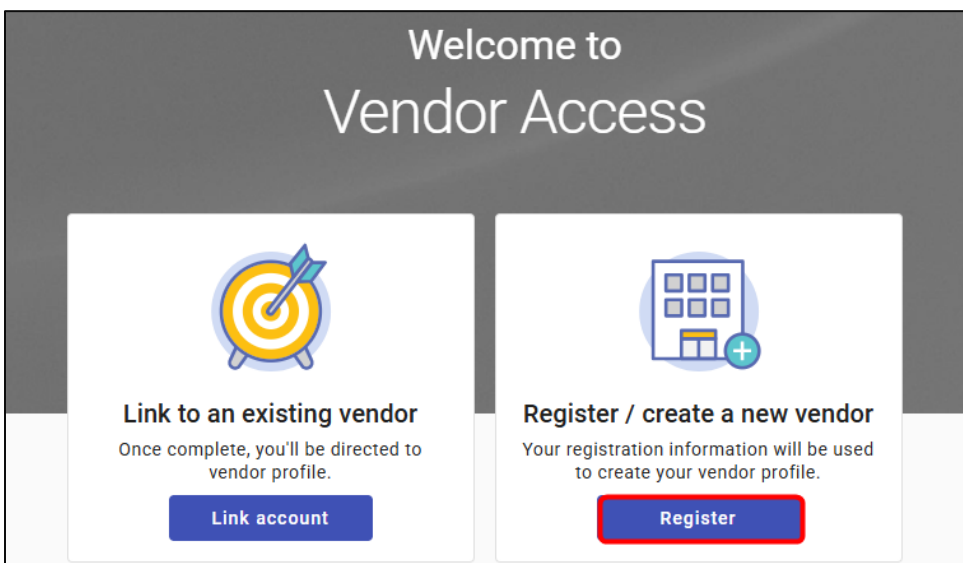 Welcome to
Vendor Access
Link to an existing vendor
Once complete, you'll be directed to
vendor profile.
Link account
Register / create a new vendor
Your registration information will be used
to create your vendor profile.
Register